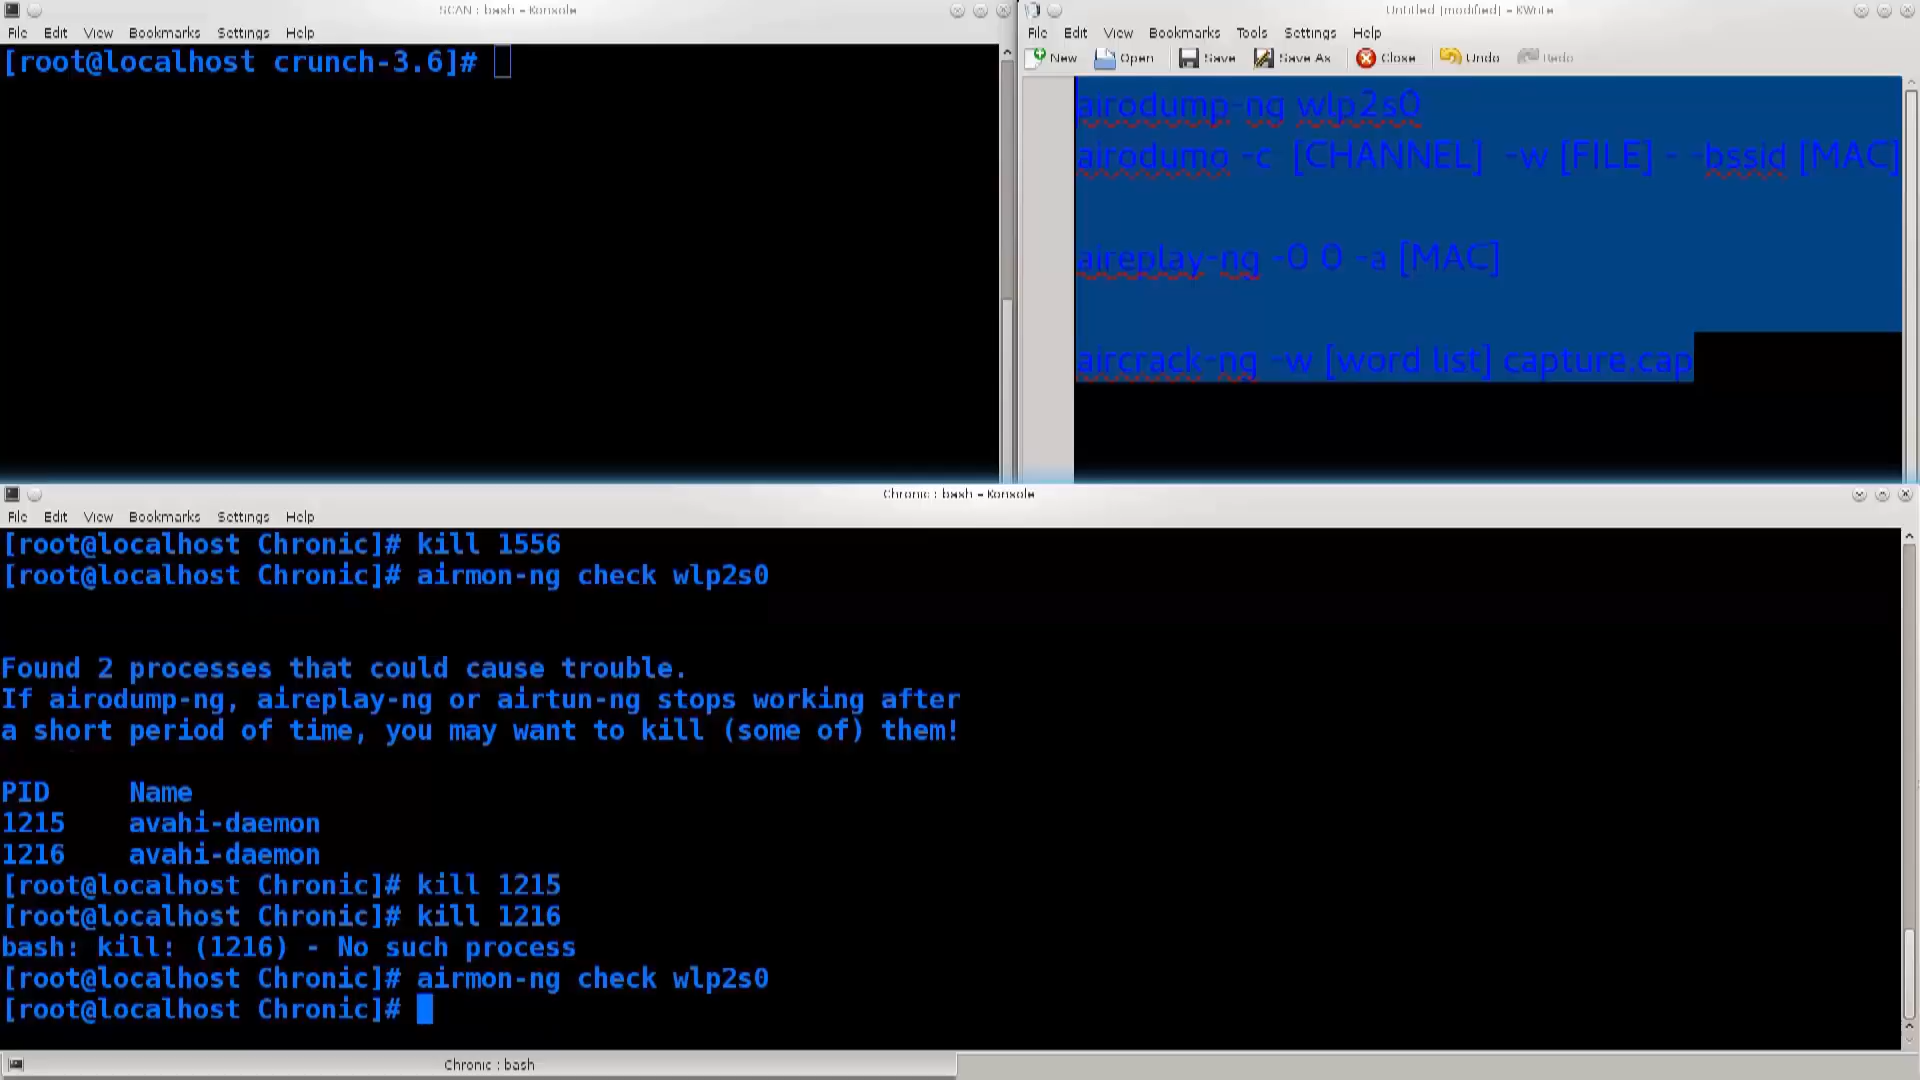 SCAN : bash – Konsole
File Edit View Bookmarks Settings Help
[root@localhost crunch-3.6]#
Untitled [modified] – KWrite
File Edit View Bookmarks Tools Settings Help
New Open Save Save As Close Undo Redo
airodump-ng wlp2s0
airodumo -c [CHANNEL] -w [FILE] - -bssid [MAC]
aireplay-ng -0 0 -a [MAC]
aircrack-ng -w [word list] capture.cap
Chronic : bash – Konsole
File Edit View Bookmarks Settings Help
[root@localhost Chronic]# kill 1556
[root@localhost Chronic]# airmon-ng check wlp2s0
Found 2 processes that could cause trouble.
If airodump-ng, aireplay-ng or airtun-ng stops working after
a short period of time, you may want to kill (some of) them!
PID Name
1215 avahi-daemon
1216 avahi-daemon
[root@localhost Chronic]# kill 1215
[root@localhost Chronic]# kill 1216
bash: kill: (1216) - No such process
[root@localhost Chronic]# airmon-ng check wlp2s0
[root@localhost Chronic]#
Chronic : bash